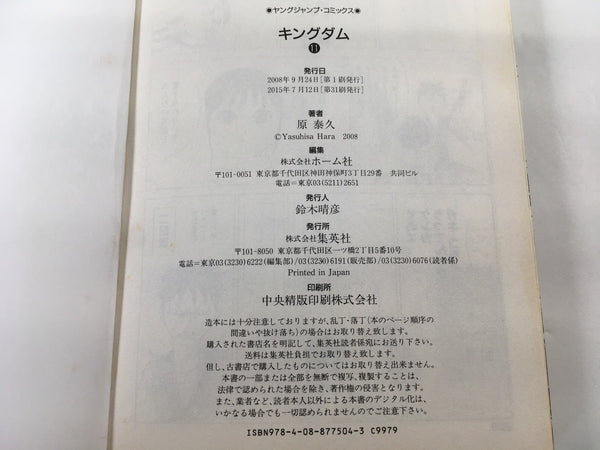 ●ヤングジャンプ・コミックス●
キングダム
⓫
発行日
2008年9月24日[第1刷発行]
2015年7月12日[第31刷発行]
著者
原 泰久
©Yasuhisa Hara 2008
編集
株式会社ホーム社
〒101-0051 東京都千代田区神田神保町3丁目29番 共同ビル
電話=東京03(5211)2651
発行人
鈴木晴彦
発行所
株式会社集英社
〒101-8050 東京都千代田区一ツ橋2丁目5番10号
電話=東京03(3230)6222(編集部)/03(3230)6191(販売部)/03(3230)6076(読者係)
Printed in Japan
印刷所
中央精版印刷株式会社
造本には十分注意しておりますが、乱丁・落丁(本のページ順序の
間違いや抜け落ち)の場合はお取り替え致します。
購入された書店名を明記して、集英社読者係宛にお送り下さい。
送料は集英社負担でお取り替え致します。
但し、古書店で購入したものについてはお取り替え出来ません。
本書の一部または全部を無断で複写、複製することは、
法律で認められた場合を除き、著作権の侵害となります。
また、業者など、読者本人以外による本書のデジタル化は、
いかなる場合でも一切認められませんのでご注意下さい。
ISBN978-4-08-877504-3 C9979